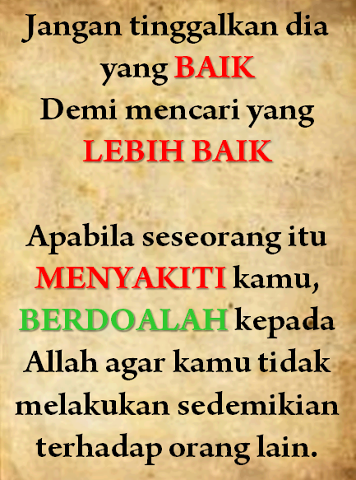 Jangan tinggalkan dia
yang BAIK
Demi mencari yang
LEBIH BAIK
Apabila seseorang itu
MENYAKITI kamu,
BERDOALAH kepada
Allah agar kamu tidak
melakukan sedemikian
terhadap orang lain.